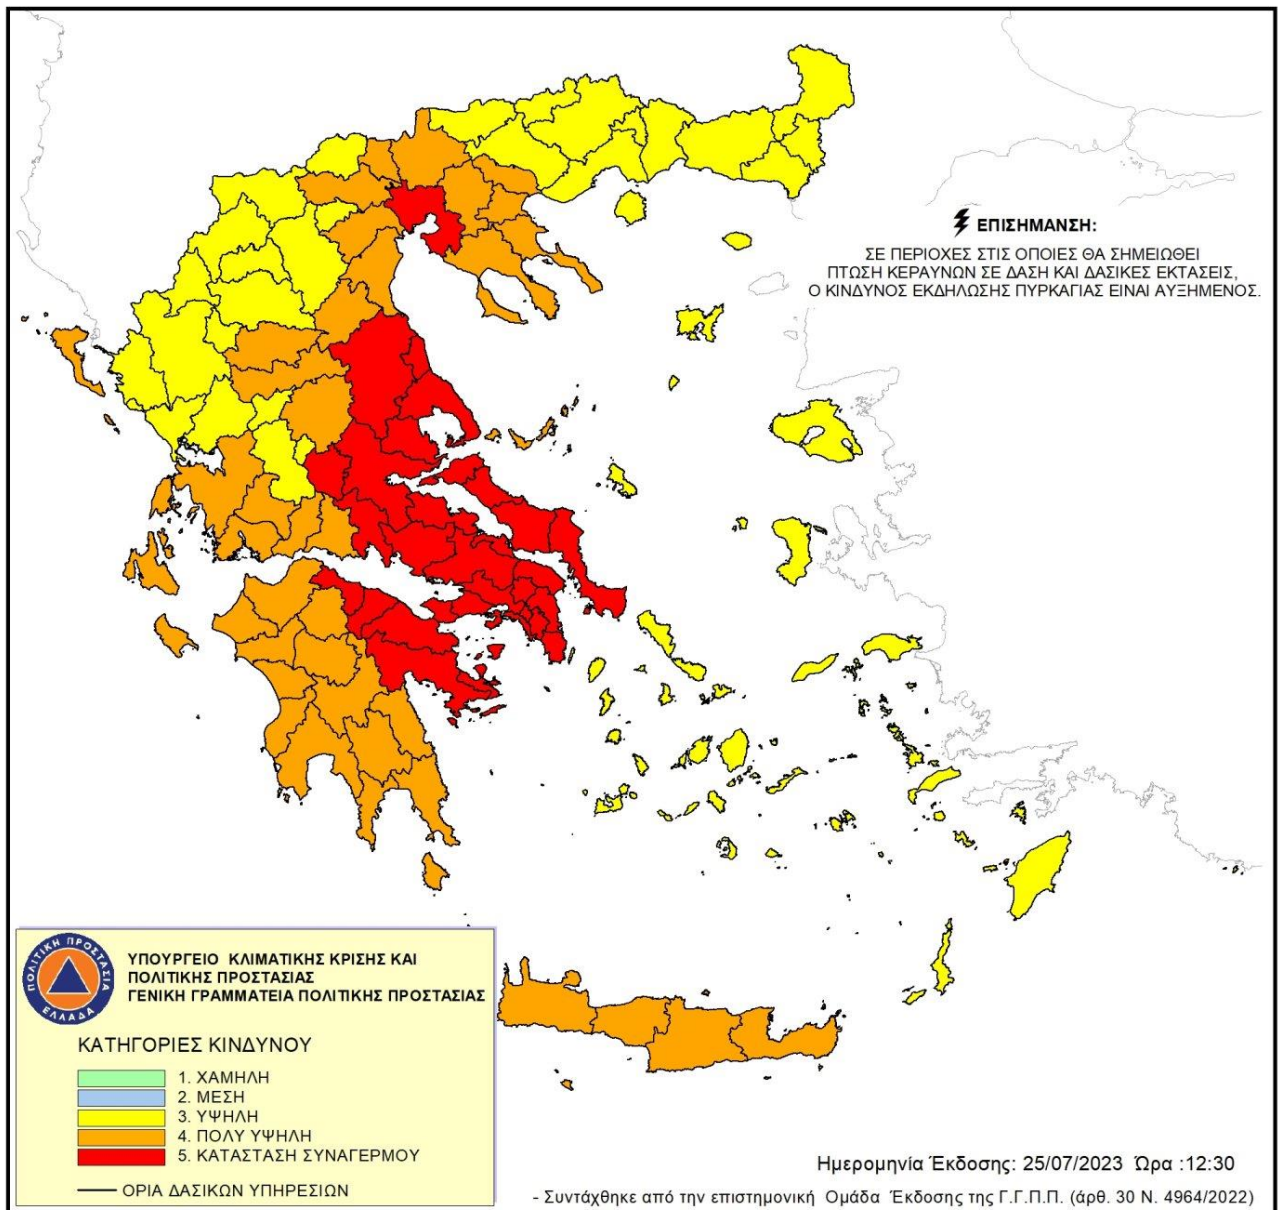 ΕΠΙΣΗΜΑΝΣΗ:
ΣΕ ΠΕΡΙΟΧΕΣ ΣΤΙΣ ΟΠΟΙΕΣ ΘΑ ΣΗΜΕΙΩΘΕΙ
ΠΤΩΣΗ ΚΕΡΑΥΝΩΝ ΣΕ ΔΑΣΗ ΚΑΙ ΔΑΣΙΚΕΣ ΕΚΤΑΣΕΙΣ,
Ο ΚΙΝΔΥΝΟΣ ΕΚΔΗΛΩΣΗΣ ΠΥΡΚΑΓΙΑΣ ΕΙΝΑΙ ΑΥΞΗΜΕΝΟΣ.
ΠΟΛΙΤΙΚΗ ΠΡΟΣΤΑΣΙΑ
ΕΛΛΑΔΑ
ΥΠΟΥΡΓΕΙΟ ΚΛΙΜΑΤΙΚΗΣ ΚΡΙΣΗΣ ΚΑΙ
ΠΟΛΙΤΙΚΗΣ ΠΡΟΣΤΑΣΙΑΣ
ΓΕΝΙΚΗ ΓΡΑΜΜΑΤΕΙΑ ΠΟΛΙΤΙΚΗΣ ΠΡΟΣΤΑΣΙΑΣ
ΚΑΤΗΓΟΡΙΕΣ ΚΙΝΔΥΝΟΥ
1. ΧΑΜΗΛΗ
2. ΜΕΣΗ
3. ΥΨΗΛΗ
4. ΠΟΛΥ ΥΨΗΛΗ
5. ΚΑΤΑΣΤΑΣΗ ΣΥΝΑΓΕΡΜΟΥ
ΟΡΙΑ ΔΑΣΙΚΩΝ ΥΠΗΡΕΣΙΩΝ
Ημερομηνία Έκδοσης: 25/07/2023 Ώρα :12:30
- Συντάχθηκε από την επιστημονική Ομάδα Έκδοσης της Γ.Γ.Π.Π. (άρθ. 30 Ν. 4964/2022)